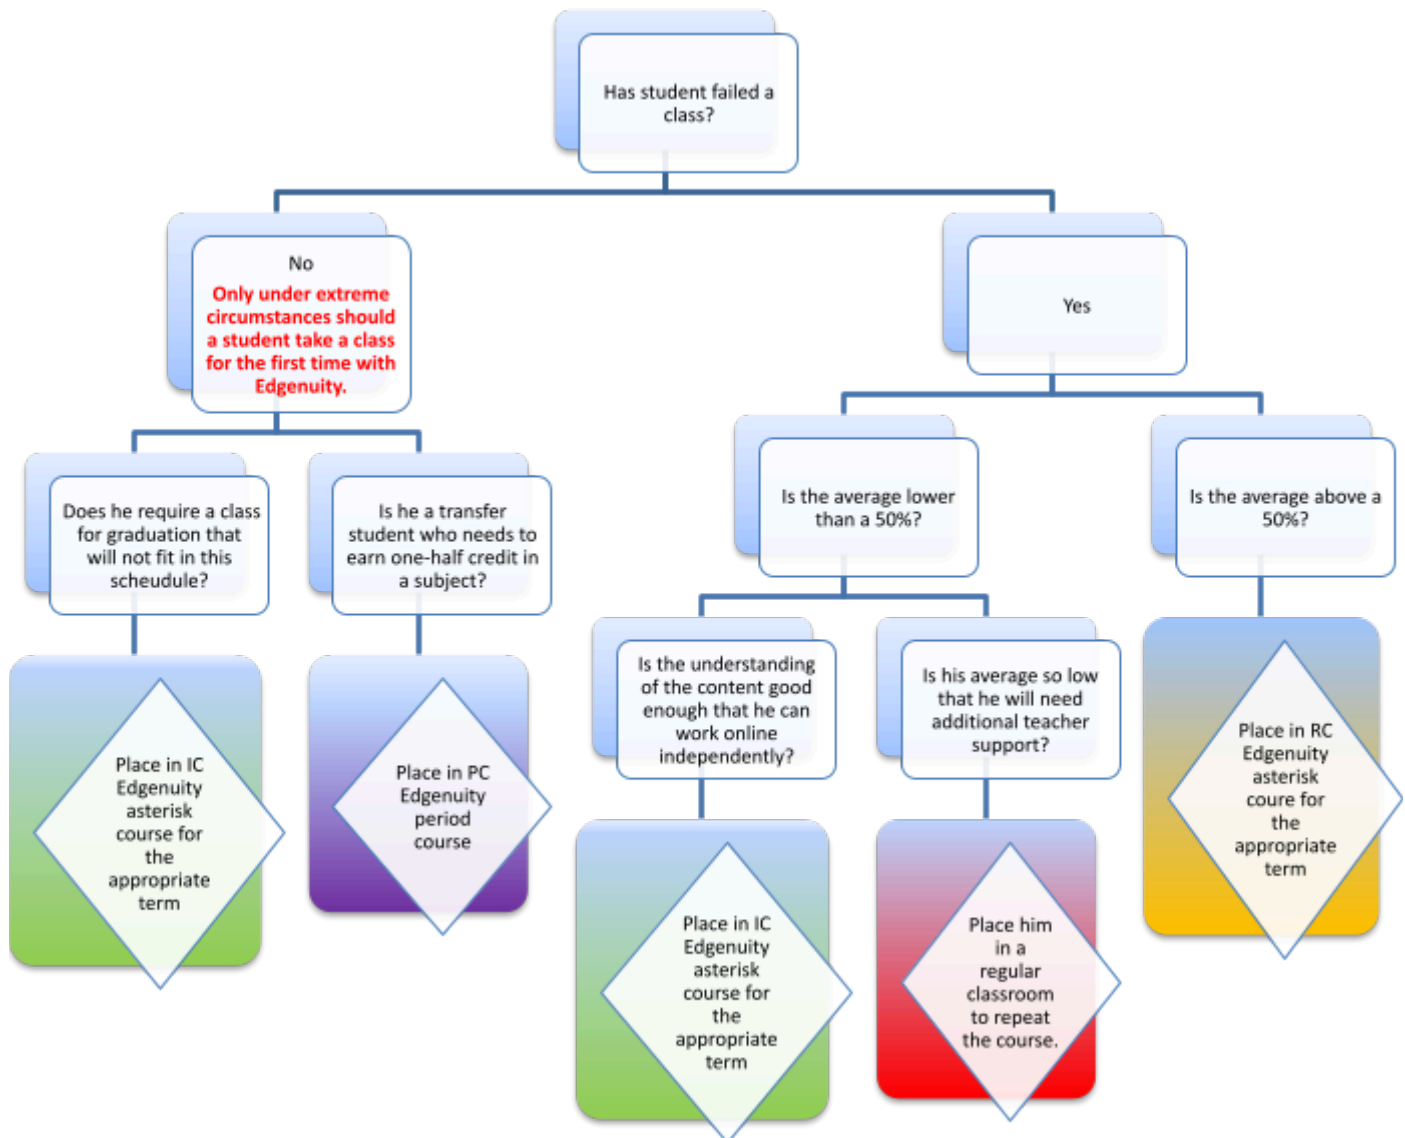 Has student failed a
class?
No
Only under extreme
circumstances should
a student take a class
for the first time with
Edgenuity.
Yes
Does he require a class
for graduation that
will not fit in this
scheudule?
Is he a transfer
student who needs to
earn one-half credit in
a subject?
Is the average lower
than a 50%?
Is the average above a
50%?
Is the understanding
of the content good
enough that he can
work online
independently?
Is his average so low
that he will need
additional teacher
support?
Place in IC
Edgenuity
asterisk
course for
the
appropriate
term
Place in PC
Edgenuity
period
course
Place in IC
Edgenuity
asterisk
course for
the
appropriate
term
Place him
in a
regular
classroom
to repeat
the course.
Place in RC
Edgenuity
asterisk
coure for
the
appropriate
term